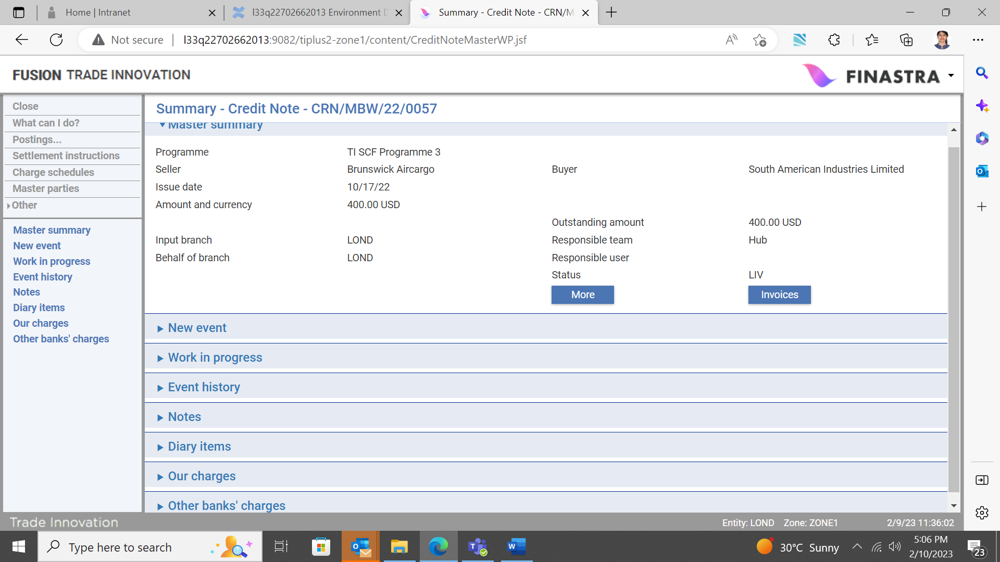 Home | Intranet
l33q22702662013 Environment D
Summary - Credit Note - CRN/M
Not secure
l33q22702662013:9082/tiplus2-zone1/content/CreditNoteMasterWP.jsf
FUSION TRADE INNOVATION
FINASTRA
Close
What can I do?
Postings...
Settlement instructions
Charge schedules
Master parties
Other
Master summary
New event
Work in progress
Event history
Notes
Diary items
Our charges
Other banks' charges
Summary - Credit Note - CRN/MBW/22/0057
Master summary
Programme TI SCF Programme 3
Seller Brunswick Aircargo Buyer South American Industries Limited
Issue date 10/17/22
Amount and currency 400.00 USD
Outstanding amount 400.00 USD
Input branch LOND Responsible team Hub
Behalf of branch LOND Responsible user
Status LIV
More Invoices
New event
Work in progress
Event history
Notes
Diary items
Our charges
Other banks' charges
Trade Innovation Entity: LOND Zone: ZONE1 2/9/23 11:36:02
Type here to search
30°C Sunny
5:06 PM
2/10/2023
23